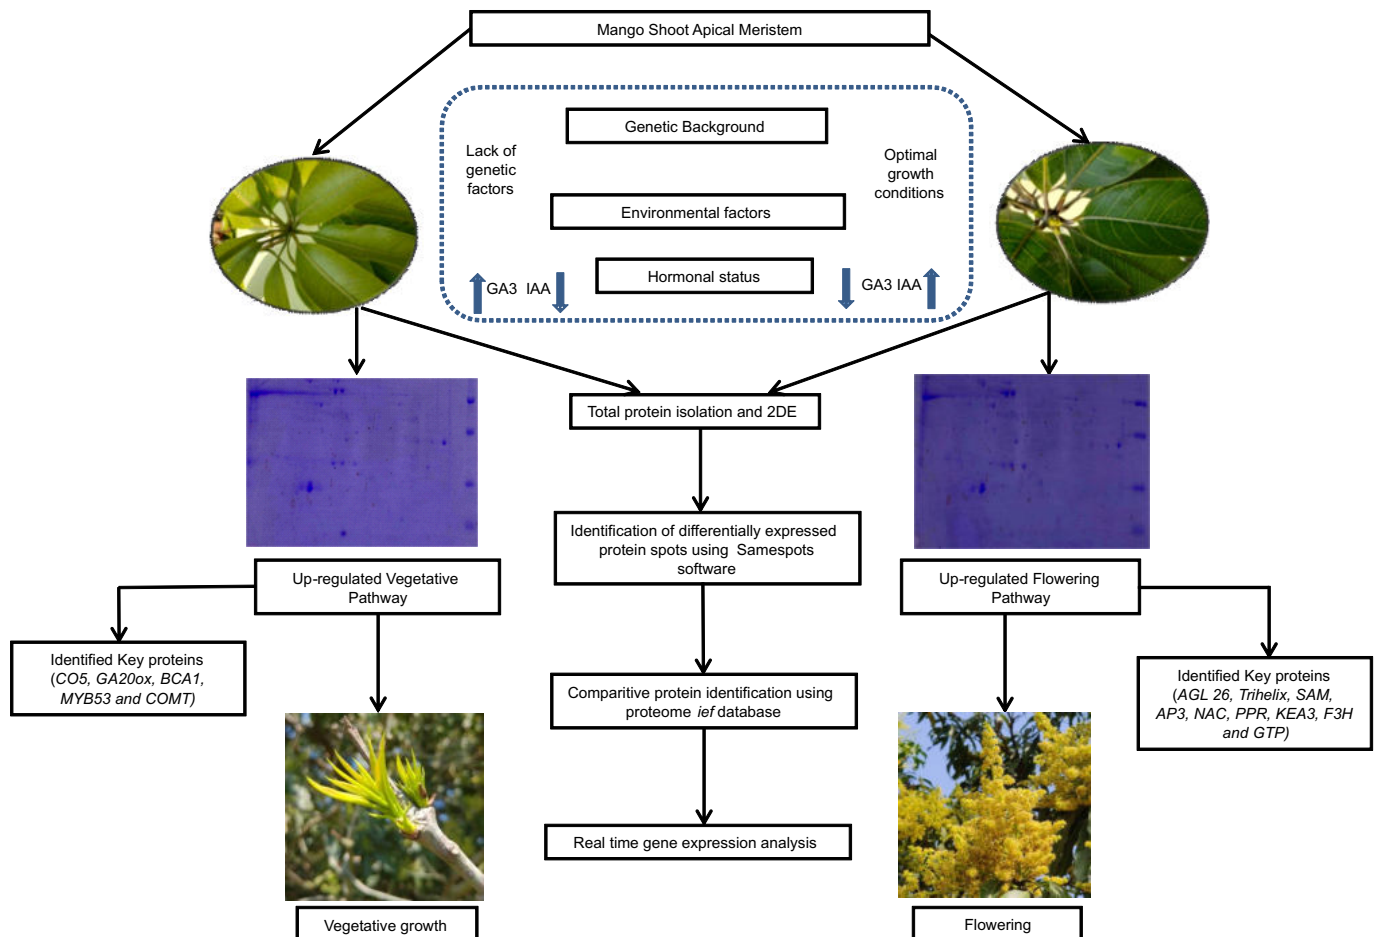 Mango Shoot Apical Meristem
Genetic Background
Lack of
genetic
factors
Optimal
growth
conditions
Environmental factors
Hormonal status
GA3 IAA
GA3 IAA
Total protein isolation and 2DE
Identification of differentially expressed
protein spots using Samespots
software
Up-regulated Vegetative
Pathway
Up-regulated Flowering
Pathway
Identified Key proteins
(CO5, GA20ox, BCA1,
MYB53 and COMT)
Comparitive protein identification using
proteome ief database
Identified Key proteins
(AGL 26, Trihelix, SAM,
AP3, NAC, PPR, KEA3, F3H
and GTP)
Real time gene expression analysis
Vegetative growth
Flowering